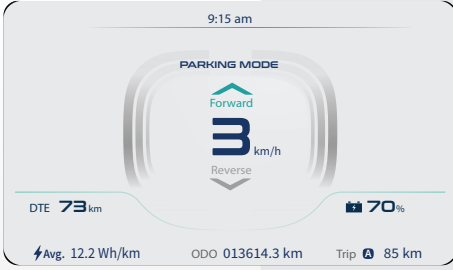 9:15 am
PARKING MODE
Forward
3 km/h
Reverse
DTE 73 km
70%
Avg. 12.2 Wh/km
ODO 013614.3 km
Trip A 85 km